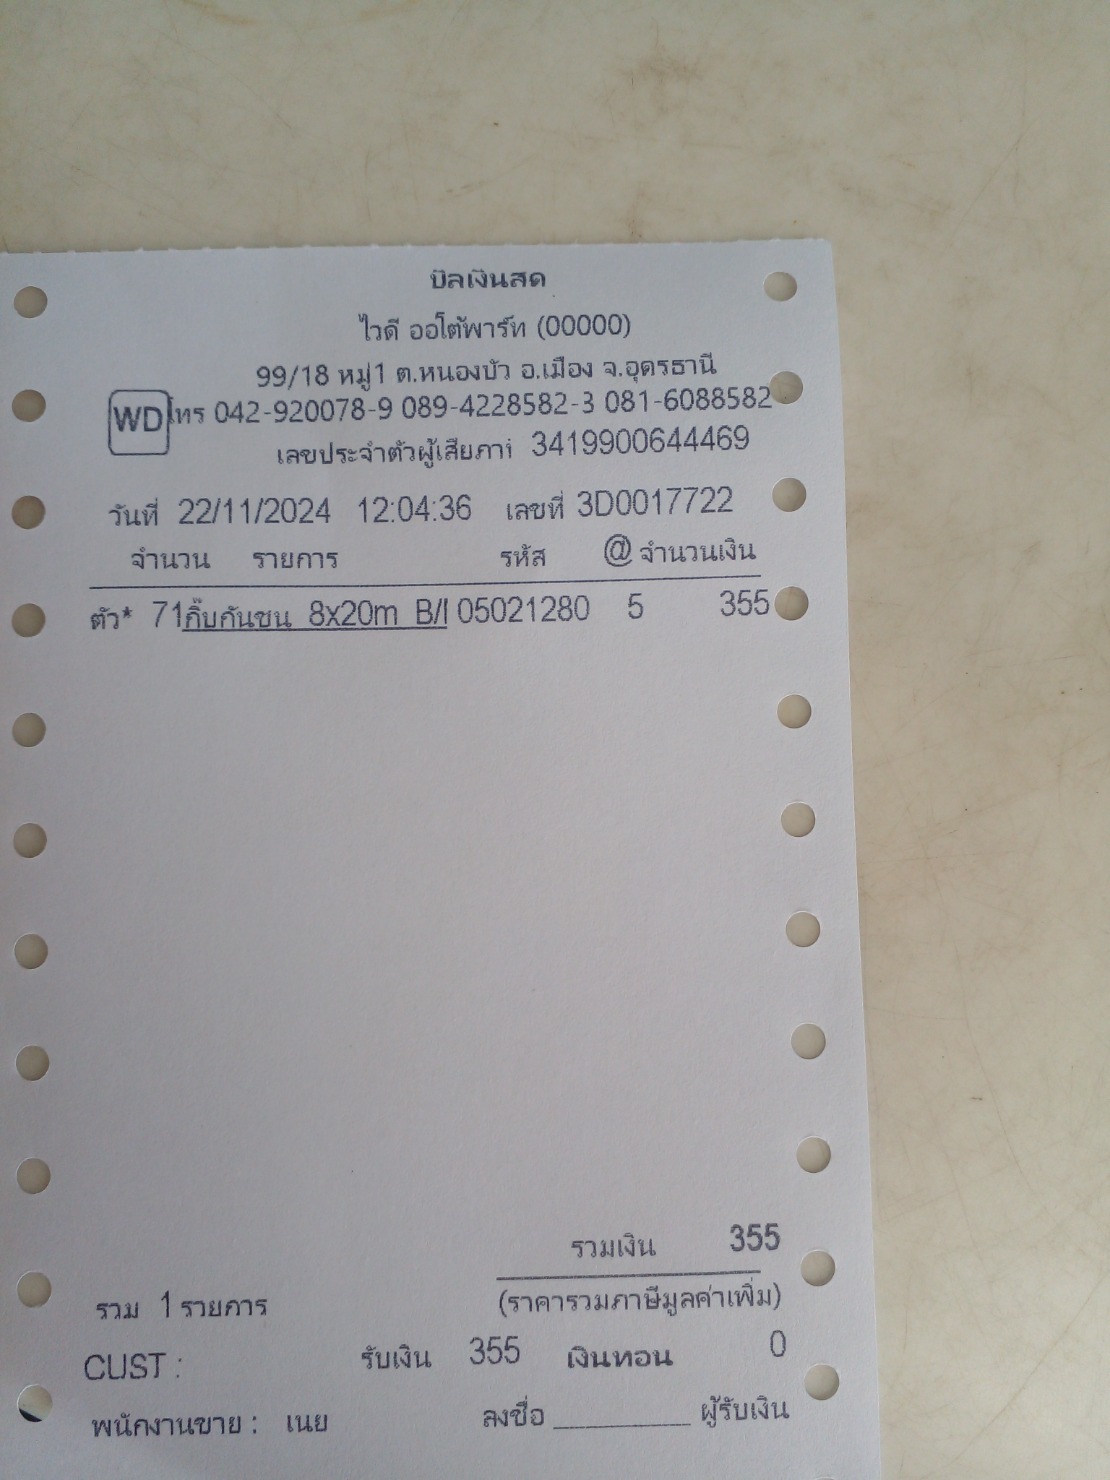 บิลเงินสด
ไวดี ออโต้พาร์ท (00000)
99/18 หมู่1 ต.หนองบัว อ.เมือง จ.อุดรธานี
WD โทร 042-920078-9 089-4228582-3 081-6088582
เลขประจำตัวผู้เสียภาษี 3419900644469
วันที่ 22/11/2024 12:04:36 เลขที่ 3D0017722
จำนวน รายการ รหัส @ จำนวนเงิน
ตัว* 71 กิ๊บกันชน 8x20m B/l 05021280 5 355
รวมเงิน 355
รวม 1 รายการ (ราคารวมภาษีมูลค่าเพิ่ม)
CUST : รับเงิน 355 เงินทอน 0
พนักงานขาย : เนย ลงชื่อ ________ ผู้รับเงิน